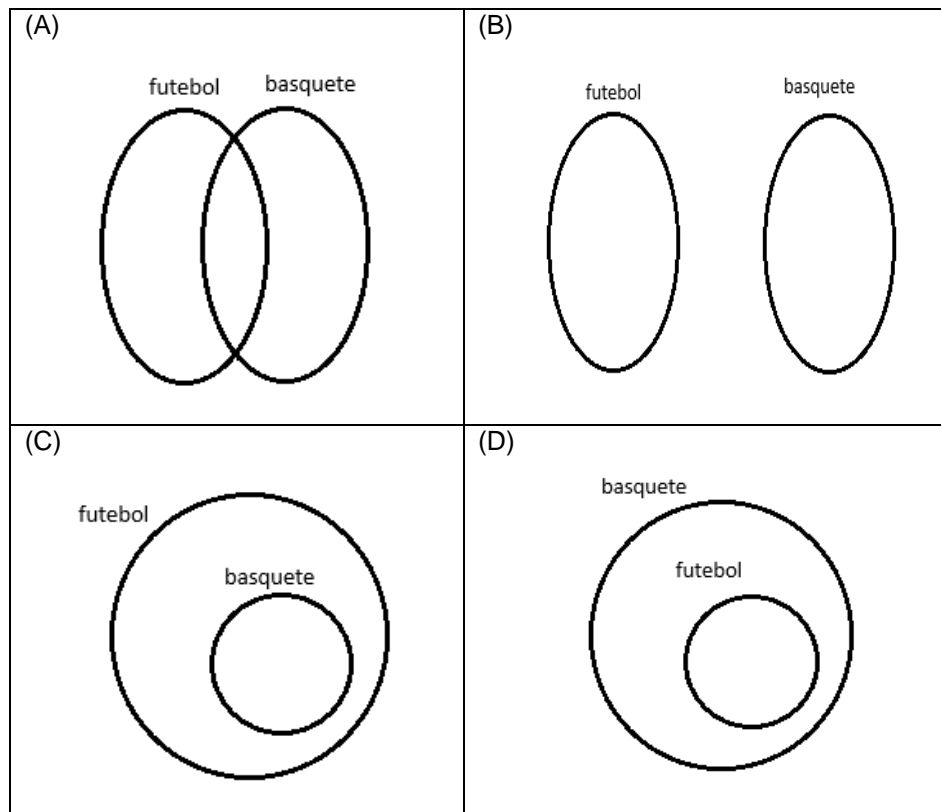 (A)
futebol basquete
(B)
futebol basquete
(C)
futebol
basquete
(D)
basquete
futebol